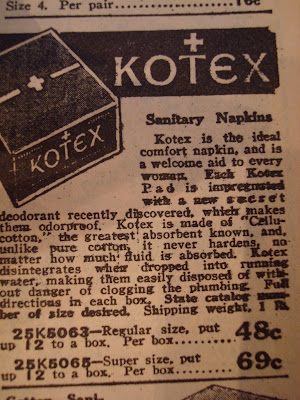 Size 4. Per pair
KOTEX
KOTEX
Sanitary Napkins
Kotex is the ideal
comfort napkin, and is
a welcome aid to every
woman. Each Kotex
Pad is impregnated
with a new secret
deodorant recently discovered, which makes
them odorproof. Kotex is made of "Cellu-
cotton," the greatest absorbent known, and,
unlike pure cotton, it never hardens, no
matter how much fluid is absorbed. Kotex
disintegrates when dropped into running
water, making them easily disposed of with-
out danger of clogging the plumbing. Full
directions in each box. State catalog num-
ber of size desired. Shipping weight, 1 lb.
25K5063—Regular size, put
up 12 to a box. Per box...... 48c
25K5065—Super size, put
up 12 to a box. Per box...... 69c